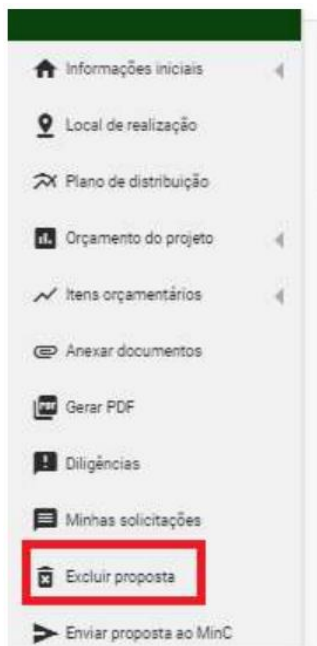 Informações iniciais
Local de realização
Plano de distribuição
Orçamento do projeto
Itens orçamentários
Anexar documentos
PDF Gerar PDF
Diligências
Minhas solicitações
Excluir proposta
Enviar proposta ao MinC